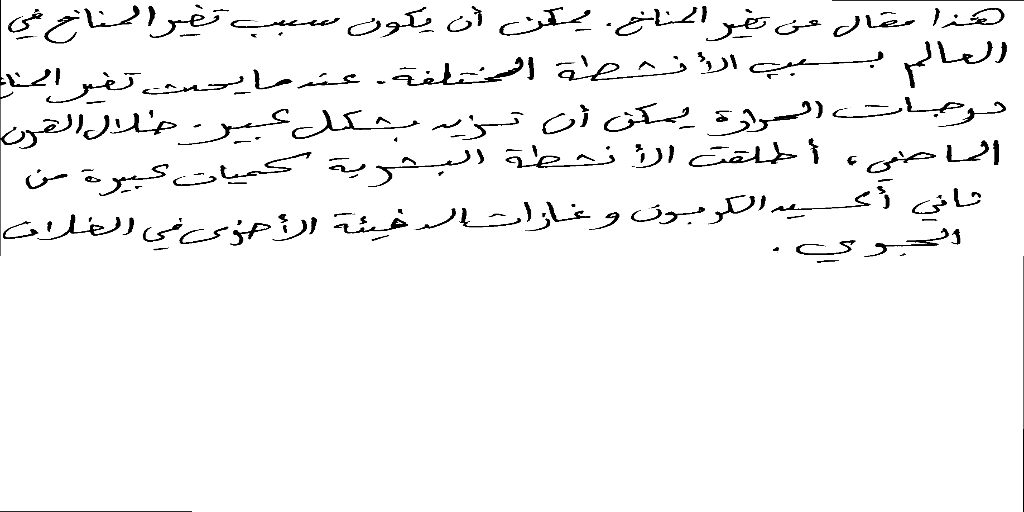 هذا مقال عن تغير المناخ. يمكن أن يكون سبب تغير المناخ في
العالم بسبب الأنشطة المختلفة. عندما يحدث تغير المناخ
درجات الحرارة يمكن أن تزيد بشكل كبير. خلال القرن
الماضي، أطلقت الأنشطة البشرية كميات كبيرة من
ثاني أكسيد الكربون وغازات الدفيئة الأخرى في الغلاف
الجوي.